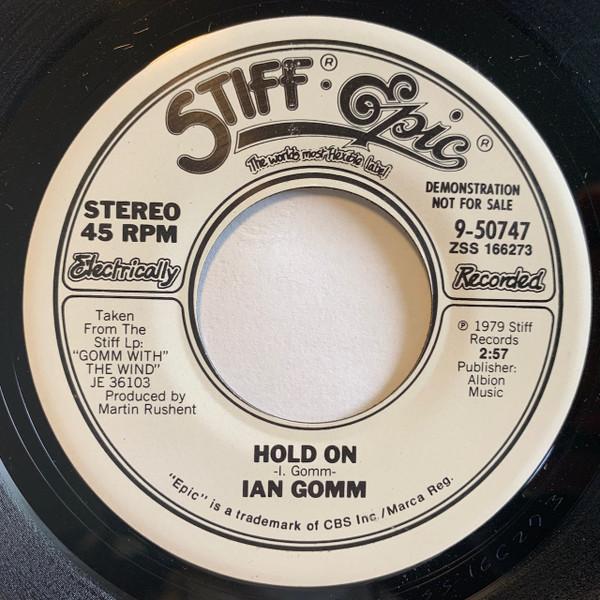 STIFF® · Epic®
The world's most flexible label
DEMONSTRATION
NOT FOR SALE
STEREO
45 RPM
9-50747
ZSS 166273
Electrically
Recorded
Taken
From The
Stiff Lp:
"GOMM WITH"
THE WIND"
JE 36103
Produced by
Martin Rushent
℗ 1979 Stiff
Records
2:57
Publisher:
Albion
Music
HOLD ON
-I. Gomm-
IAN GOMM
"Epic" is a trademark of CBS Inc./Marca Reg.